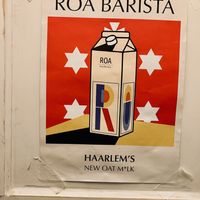 ROA BARISTA
ROA
R
HAARLEM'S
NEW OAT M*LK